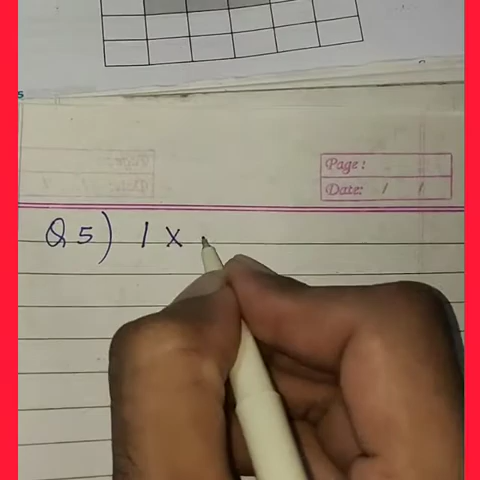 Page:
Date: / /
Q5) 1 x